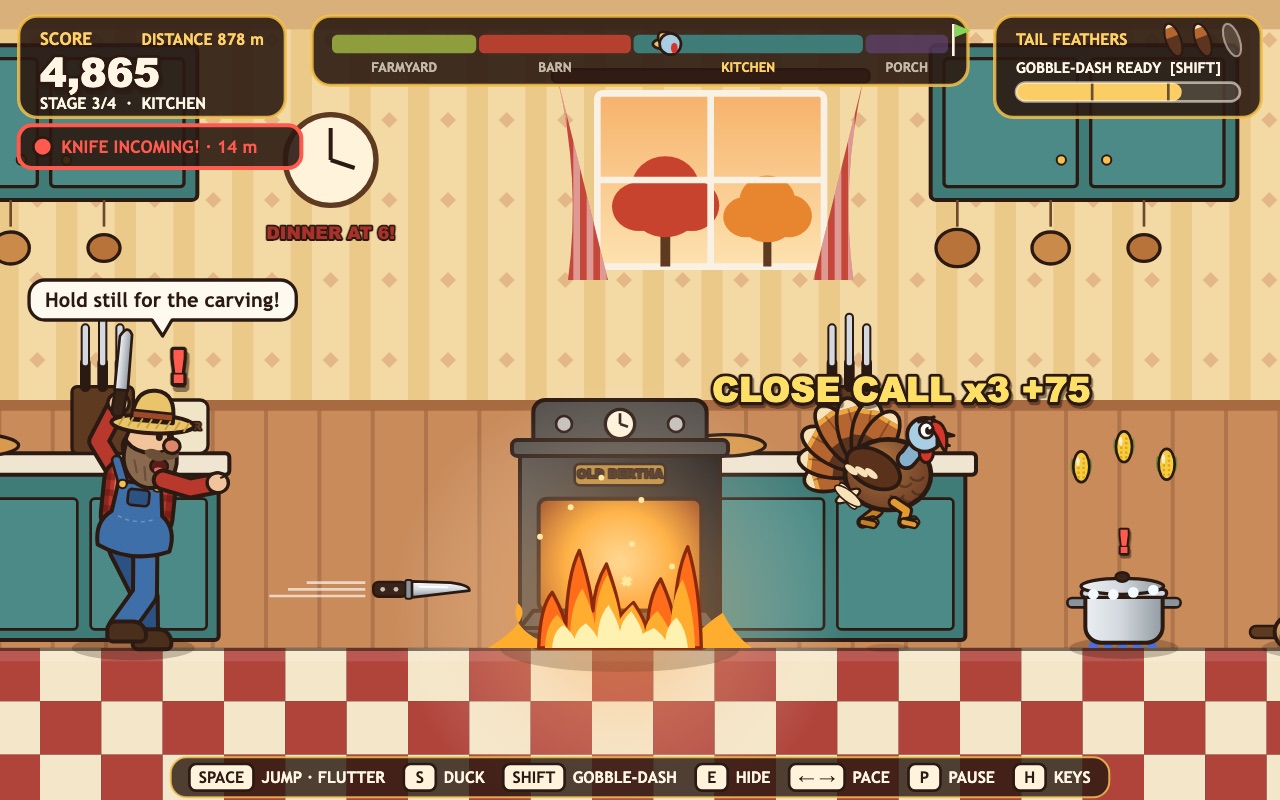 SCORE
DISTANCE 878 m
4,865
STAGE 3/4 · KITCHEN
KNIFE INCOMING! · 14 m
FARMYARD
BARN
KITCHEN
PORCH
TAIL FEATHERS
GOBBLE-DASH READY [SHIFT]
DINNER AT 6!
Hold still for the carving!
!
CLOSE CALL x3 +75
OLD BERTHA
!
SPACE JUMP · FLUTTER S DUCK SHIFT GOBBLE-DASH E HIDE ←→ PACE P PAUSE H KEYS